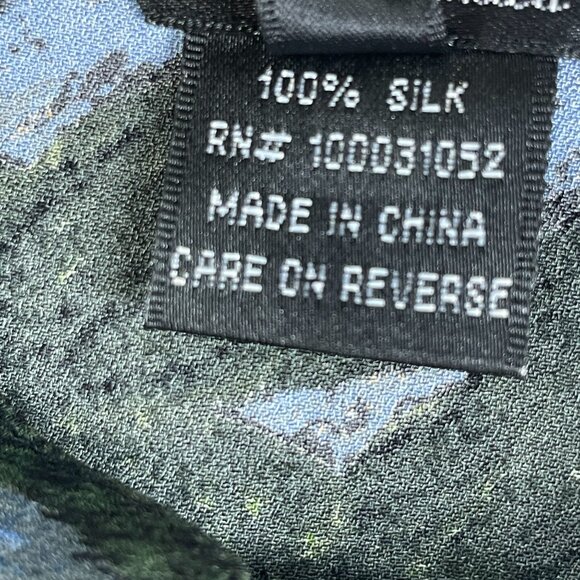 100% SILK
RN# 100031052
MADE IN CHINA
CARE ON REVERSE